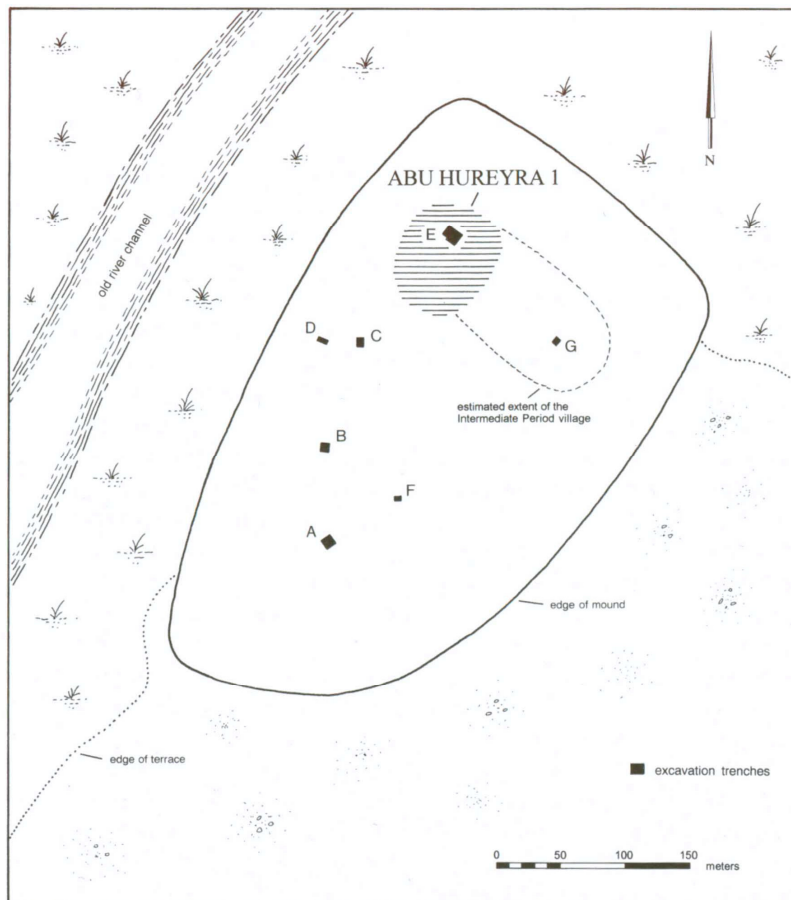 N
ABU HUREYRA 1
E
old river channel
D
C
G
estimated extent of the
Intermediate Period village
B
F
A
edge of mound
edge of terrace
excavation trenches
0 50 100 150
meters